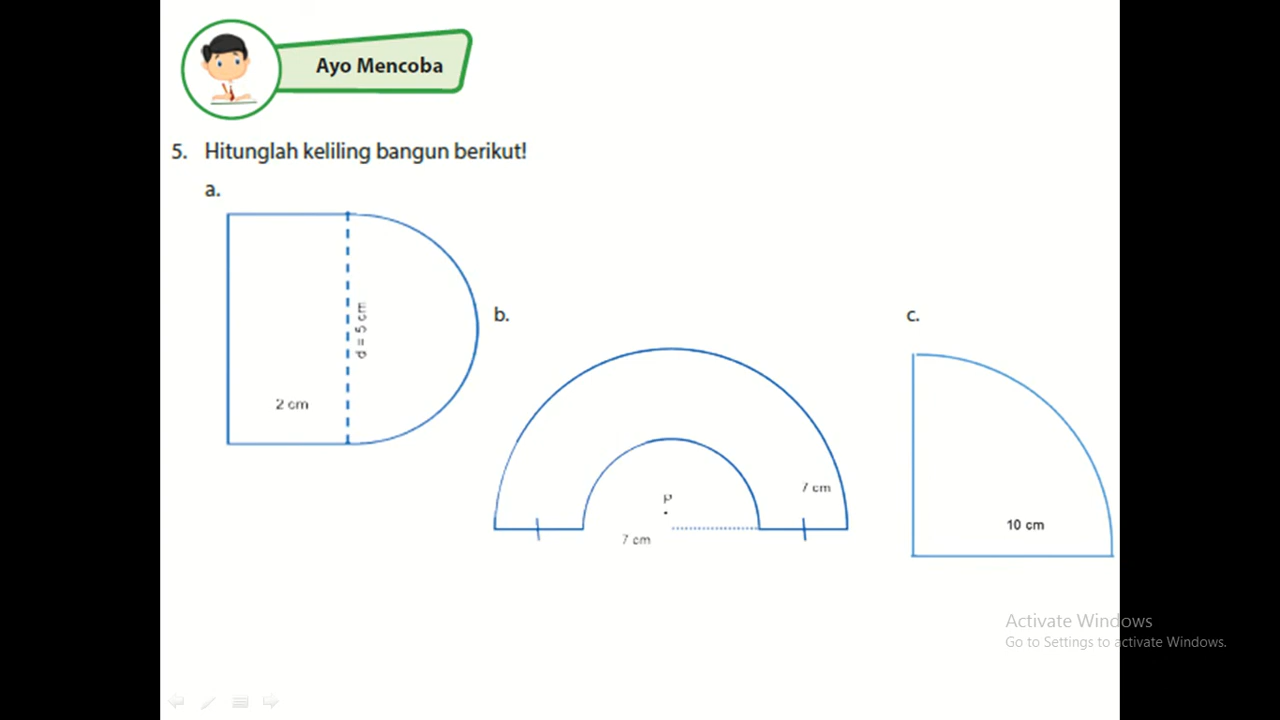 Ayo Mencoba
5. Hitunglah keliling bangun berikut!
a.
d = 5 cm
2 cm
b.
p
7 cm
7 cm
c.
10 cm
Activate Windows
Go to Settings to activate Windows.